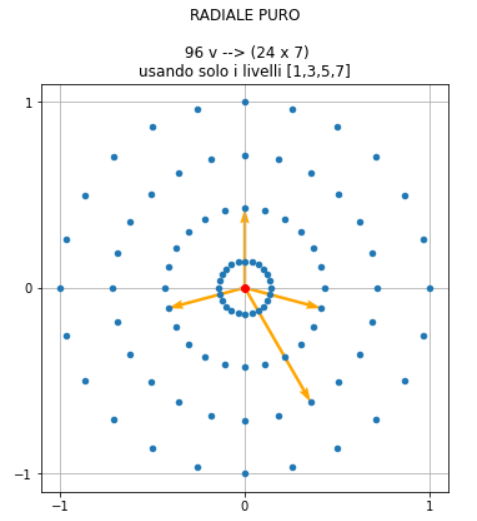 RADIALE PURO
96 v --> (24 x 7)
usando solo i livelli [1,3,5,7]
1
0
−1
−1
0
1